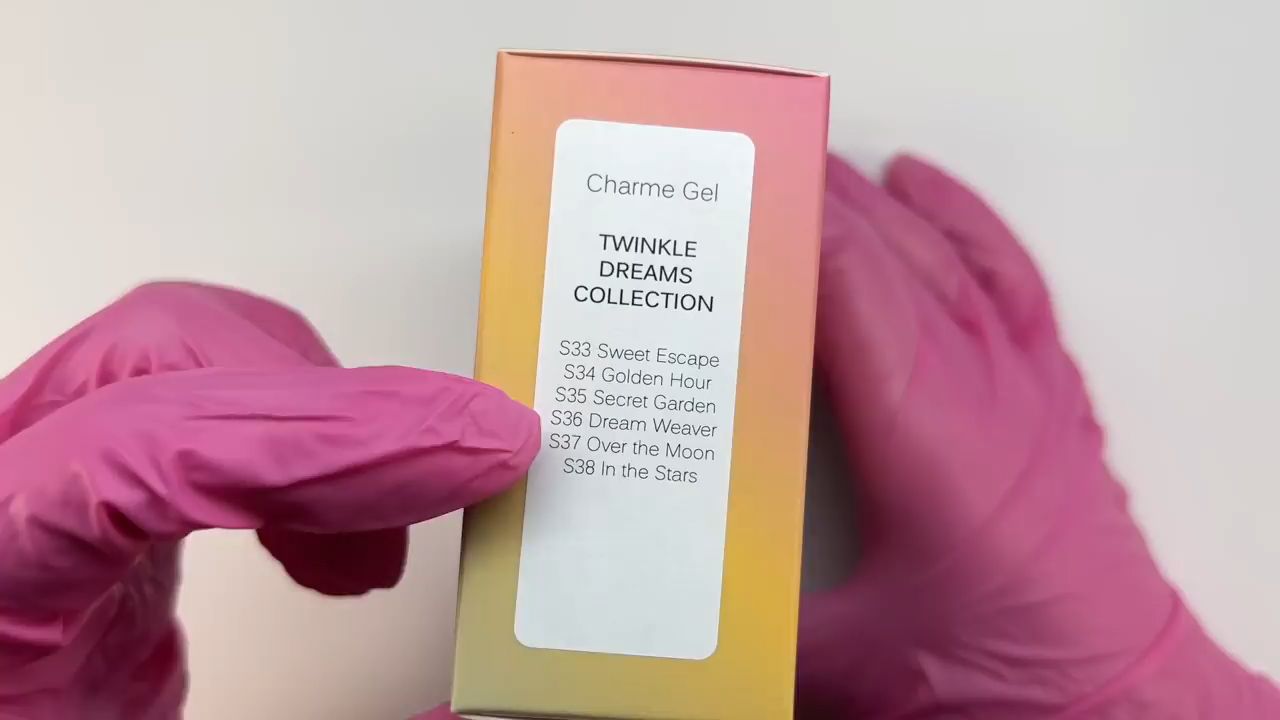 Charme Gel
TWINKLE
DREAMS
COLLECTION
S33 Sweet Escape
S34 Golden Hour
S35 Secret Garden
S36 Dream Weaver
S37 Over the Moon
S38 In the Stars